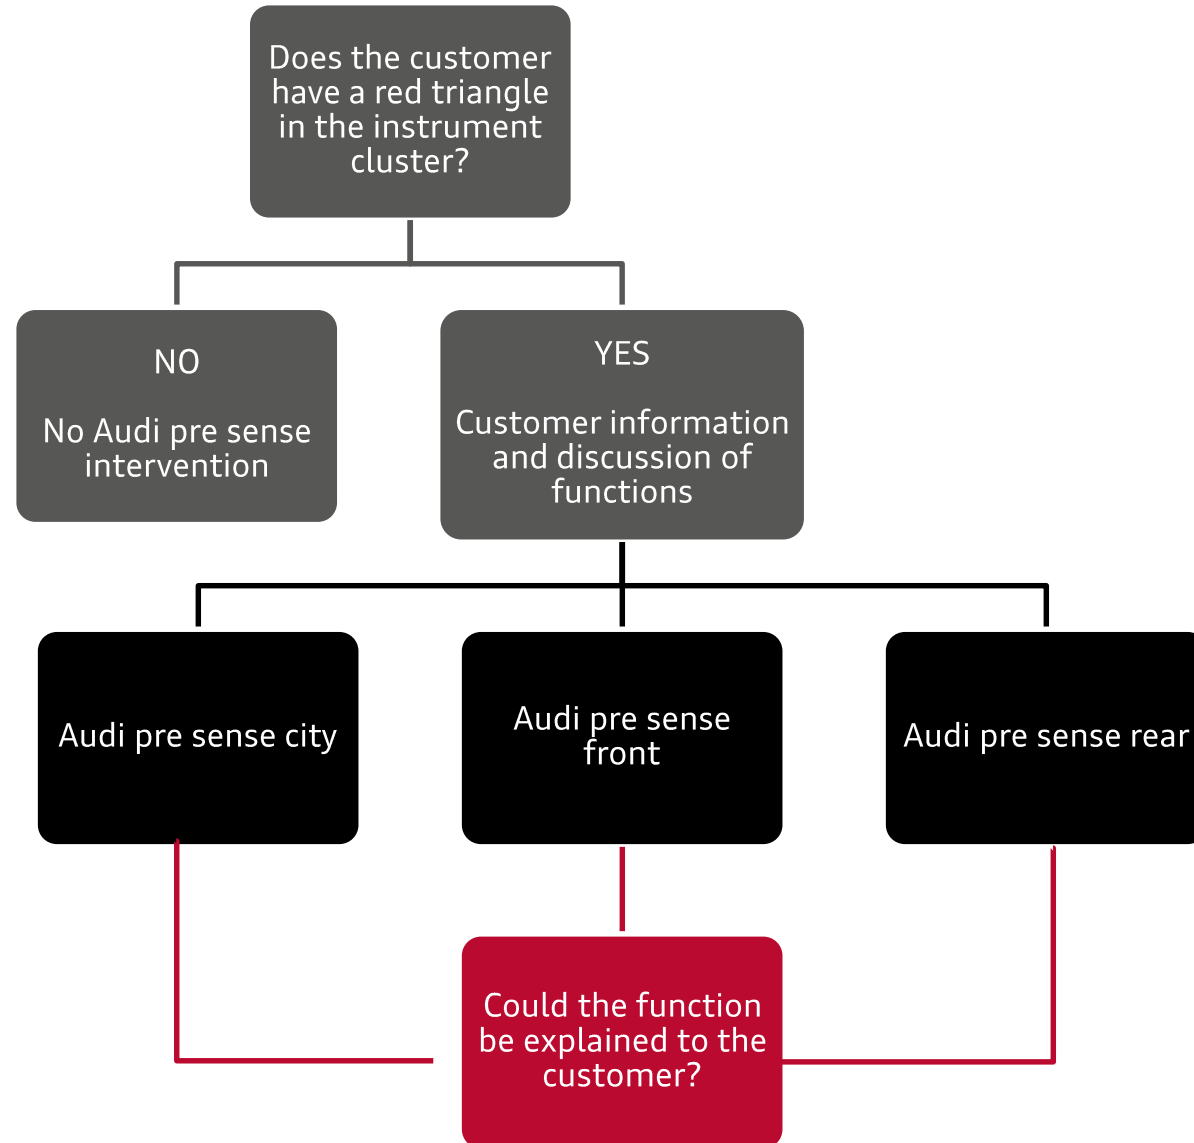 Does the customer
have a red triangle
in the instrument
cluster?
NO
No Audi pre sense
intervention
YES
Customer information
and discussion of
functions
Audi pre sense city
Audi pre sense
front
Audi pre sense rear
Could the function
be explained to the
customer?